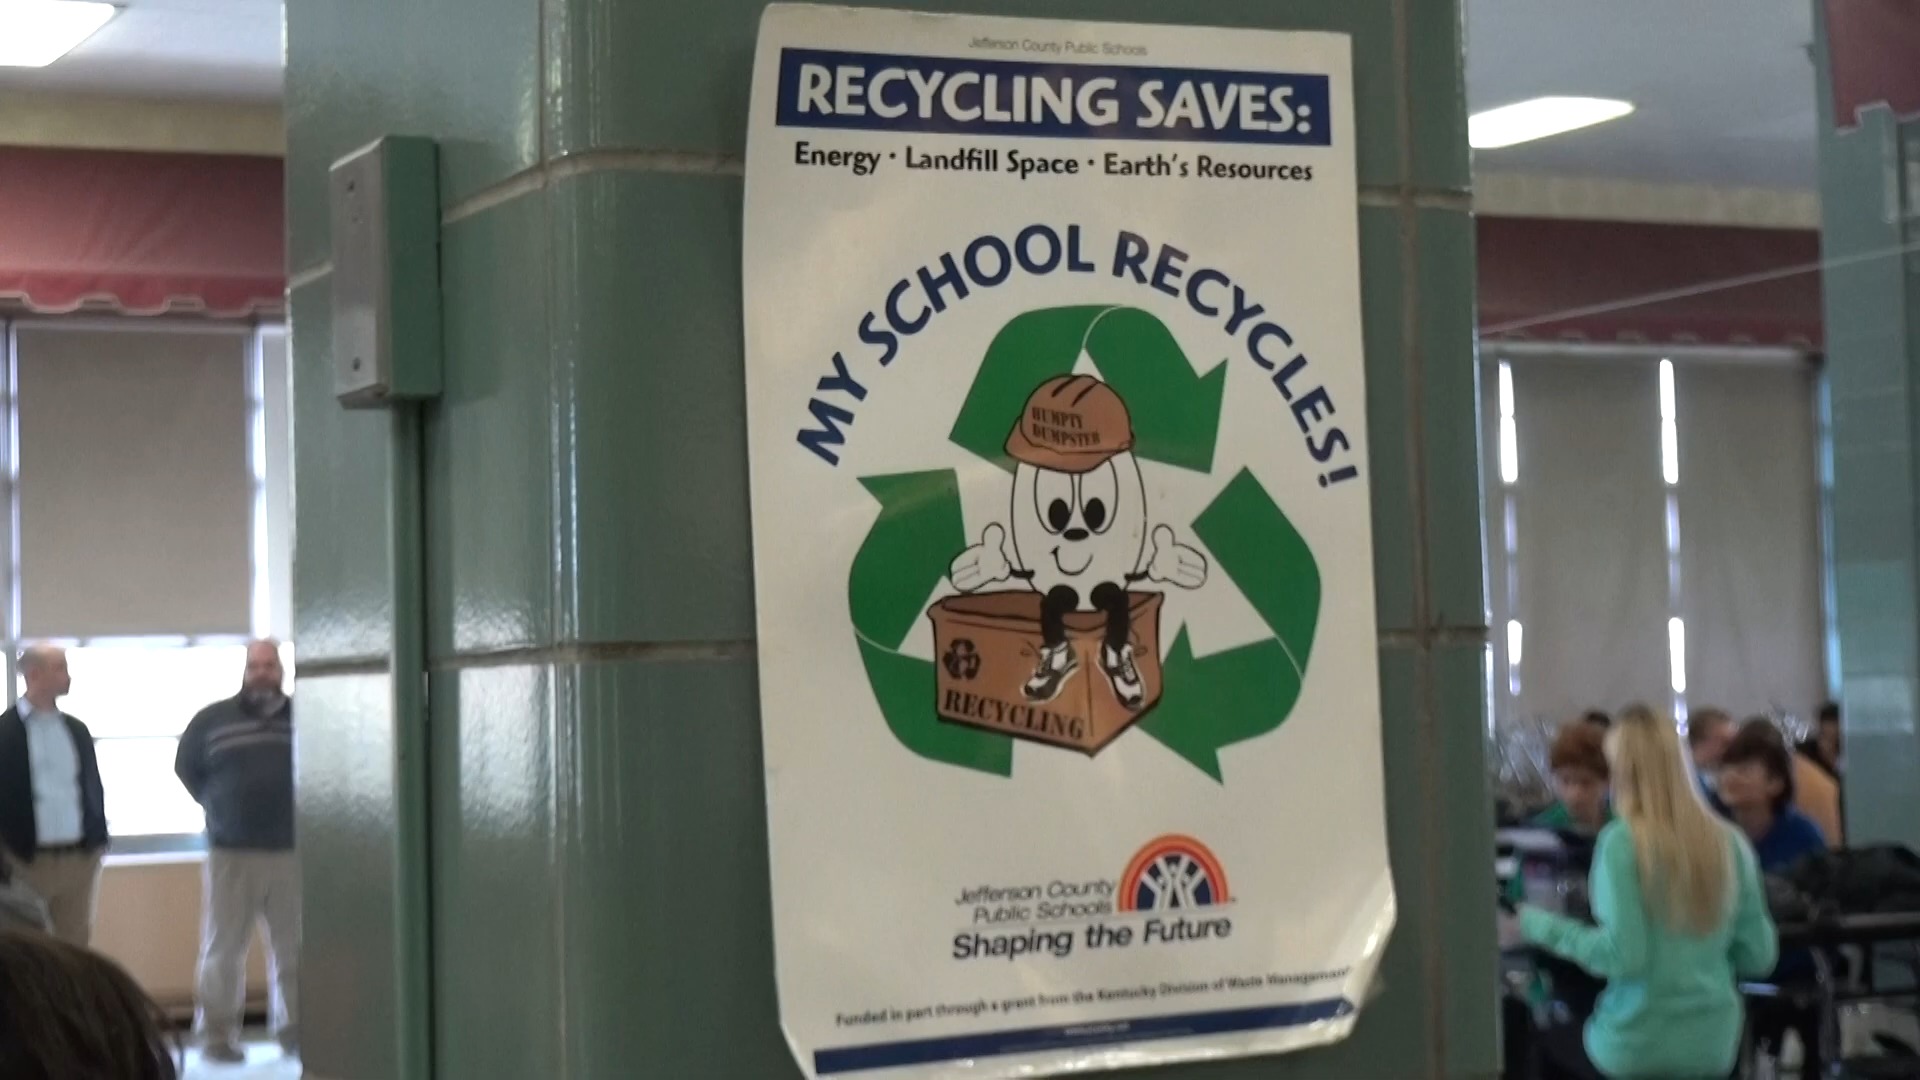 Jefferson County Public Schools
RECYCLING SAVES:
Energy · Landfill Space · Earth's Resources
MY SCHOOL RECYCLES!
HUMPTY
DUMPSTER
RECYCLING
Jefferson County
Public Schools
Shaping the Future
Funded in part through a grant from the Kentucky Division of Waste Management